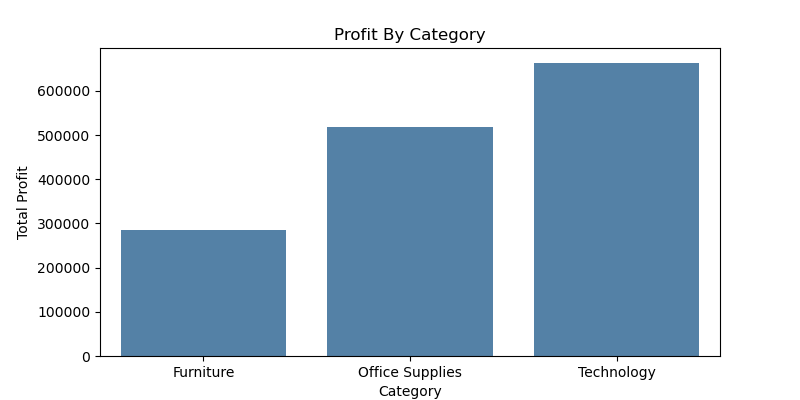 Profit By Category
Total Profit
600000
500000
400000
300000
200000
100000
0
Furniture
Office Supplies
Technology
Category